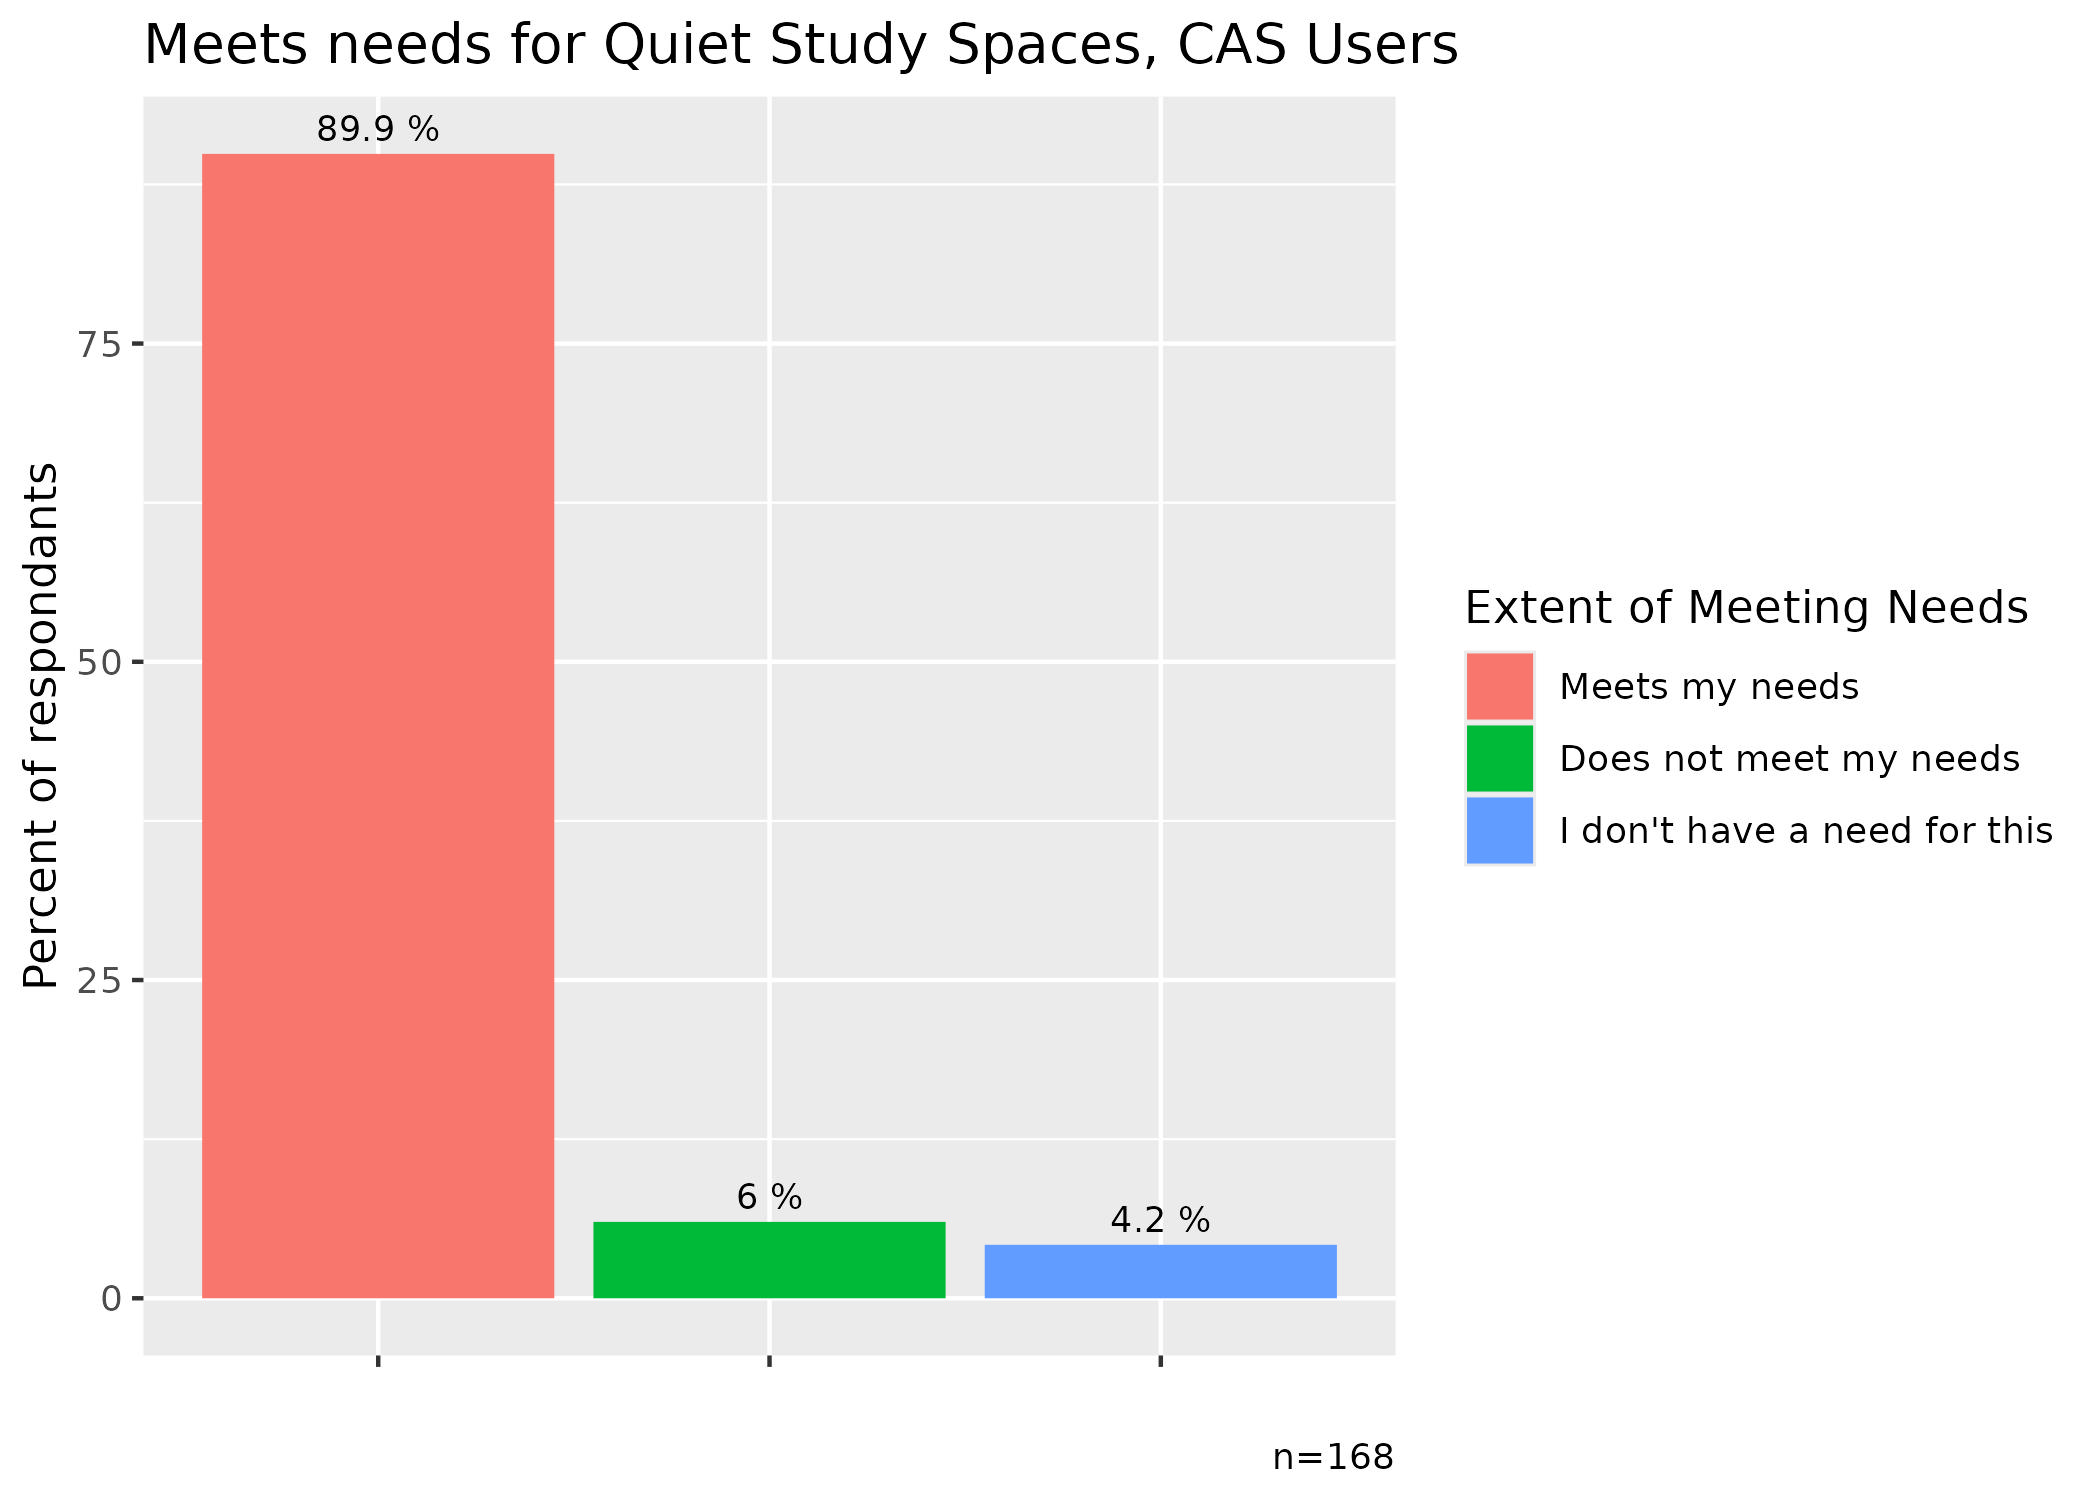 Meets needs for Quiet Study Spaces, CAS Users
89.9 %
6 %
4.2 %
75
50
25
0
Percent of respondants
Extent of Meeting Needs
Meets my needs
Does not meet my needs
I don't have a need for this
n=168